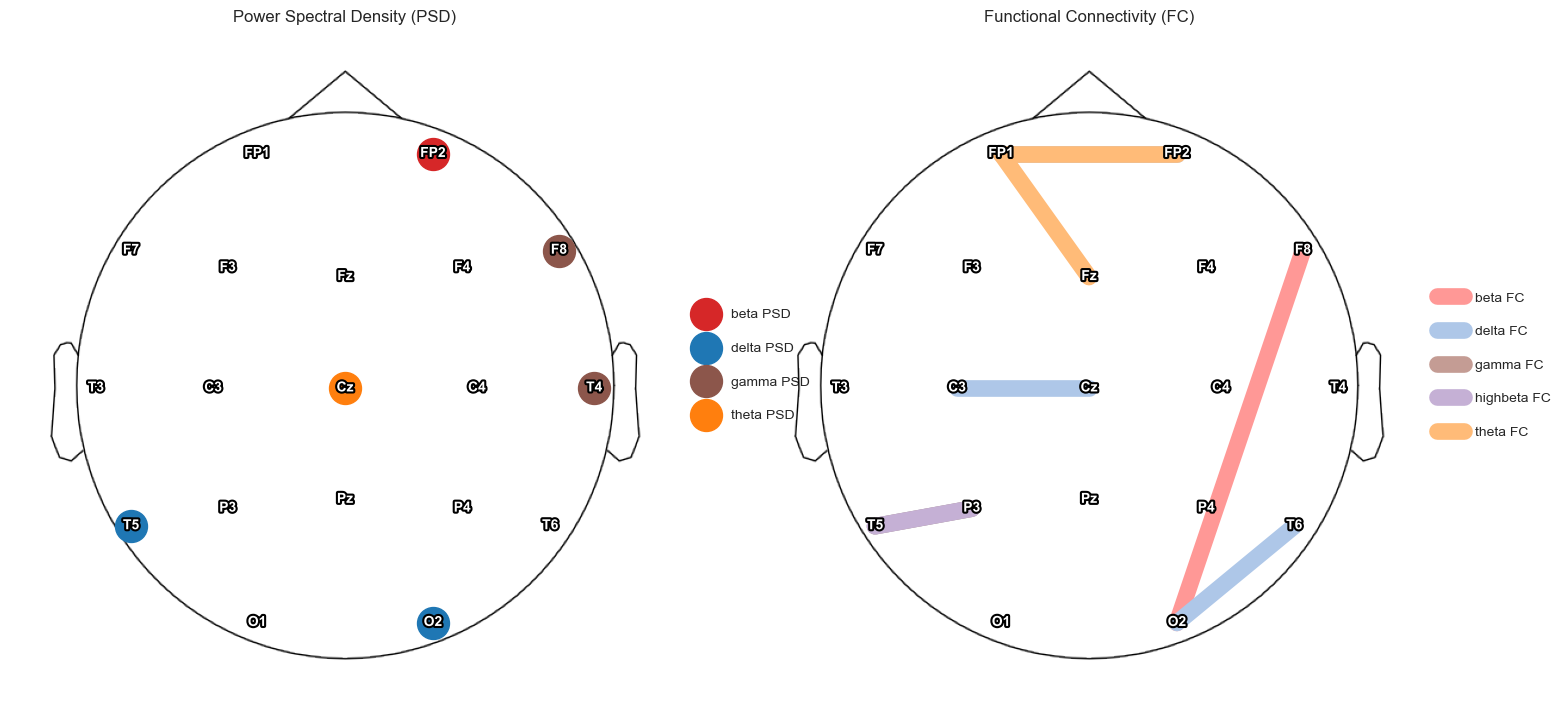 Power Spectral Density (PSD)
FP1 FP2
F7 F8
F3 Fz F4
T3 C3 Cz C4 T4
P3 Pz P4
T5 T6
O1 O2
beta PSD
delta PSD
gamma PSD
theta PSD
Functional Connectivity (FC)
FP1 FP2
F7 F8
F3 Fz F4
T3 C3 Cz C4 T4
P3 Pz P4
T5 T6
O1 O2
beta FC
delta FC
gamma FC
highbeta FC
theta FC